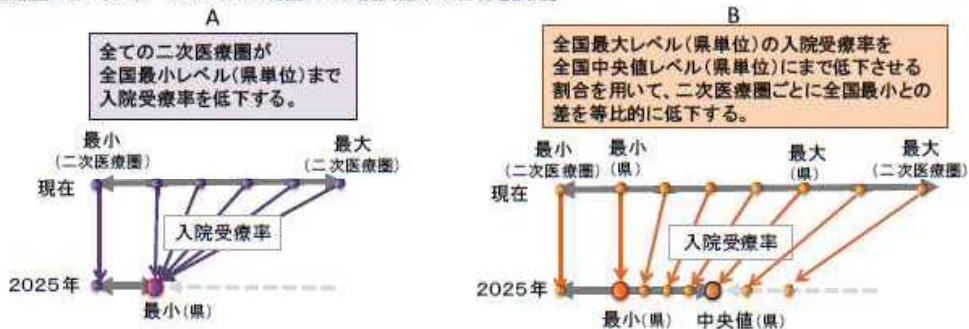 A
全ての二次医療圏が
全国最小レベル(県単位)まで
入院受療率を低下する。
最小
(二次医療圏)
最大
(二次医療圏)
現在
入院受療率
2025年
最小(県)
B
全国最大レベル(県単位)の入院受療率を
全国中央値レベル(県単位)にまで低下させる
割合を用いて、二次医療圏ごとに全国最小との
差を等比的に低下する。
最小
(二次医療圏)
最小
(県)
最大
(県)
最大
(二次医療圏)
現在
入院受療率
2025年
最小(県)
中央値(県)